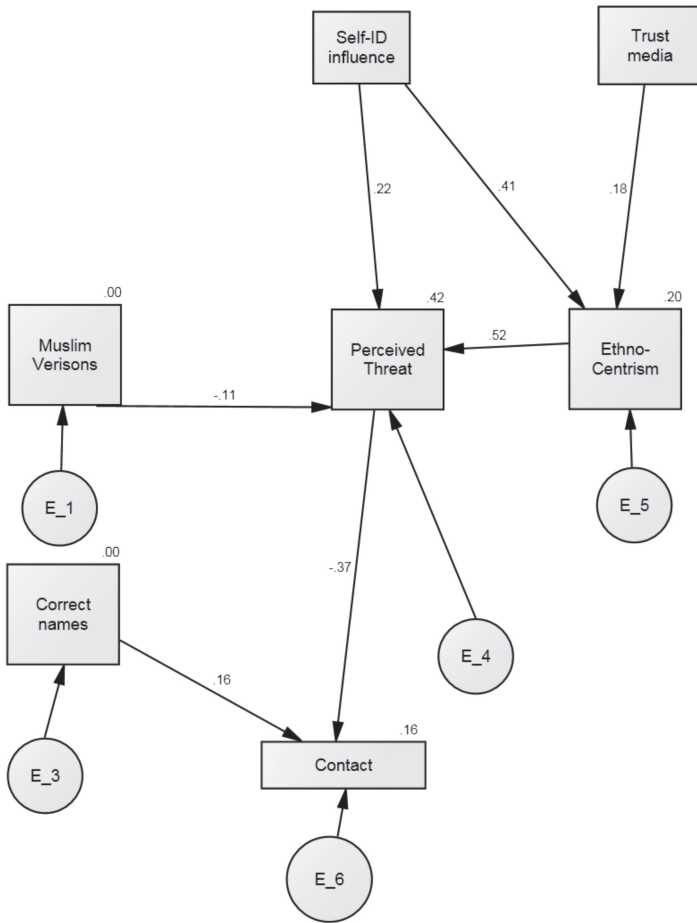 Self-ID
influence
Trust
media
.22
.41
.18
.00
.42
.20
Muslim
Verisons
Perceived
Threat
.52
Ethno-
Centrism
-.11
E_1
E_5
.00
-.37
Correct
names
E_4
.16
.16
E_3
Contact
E_6